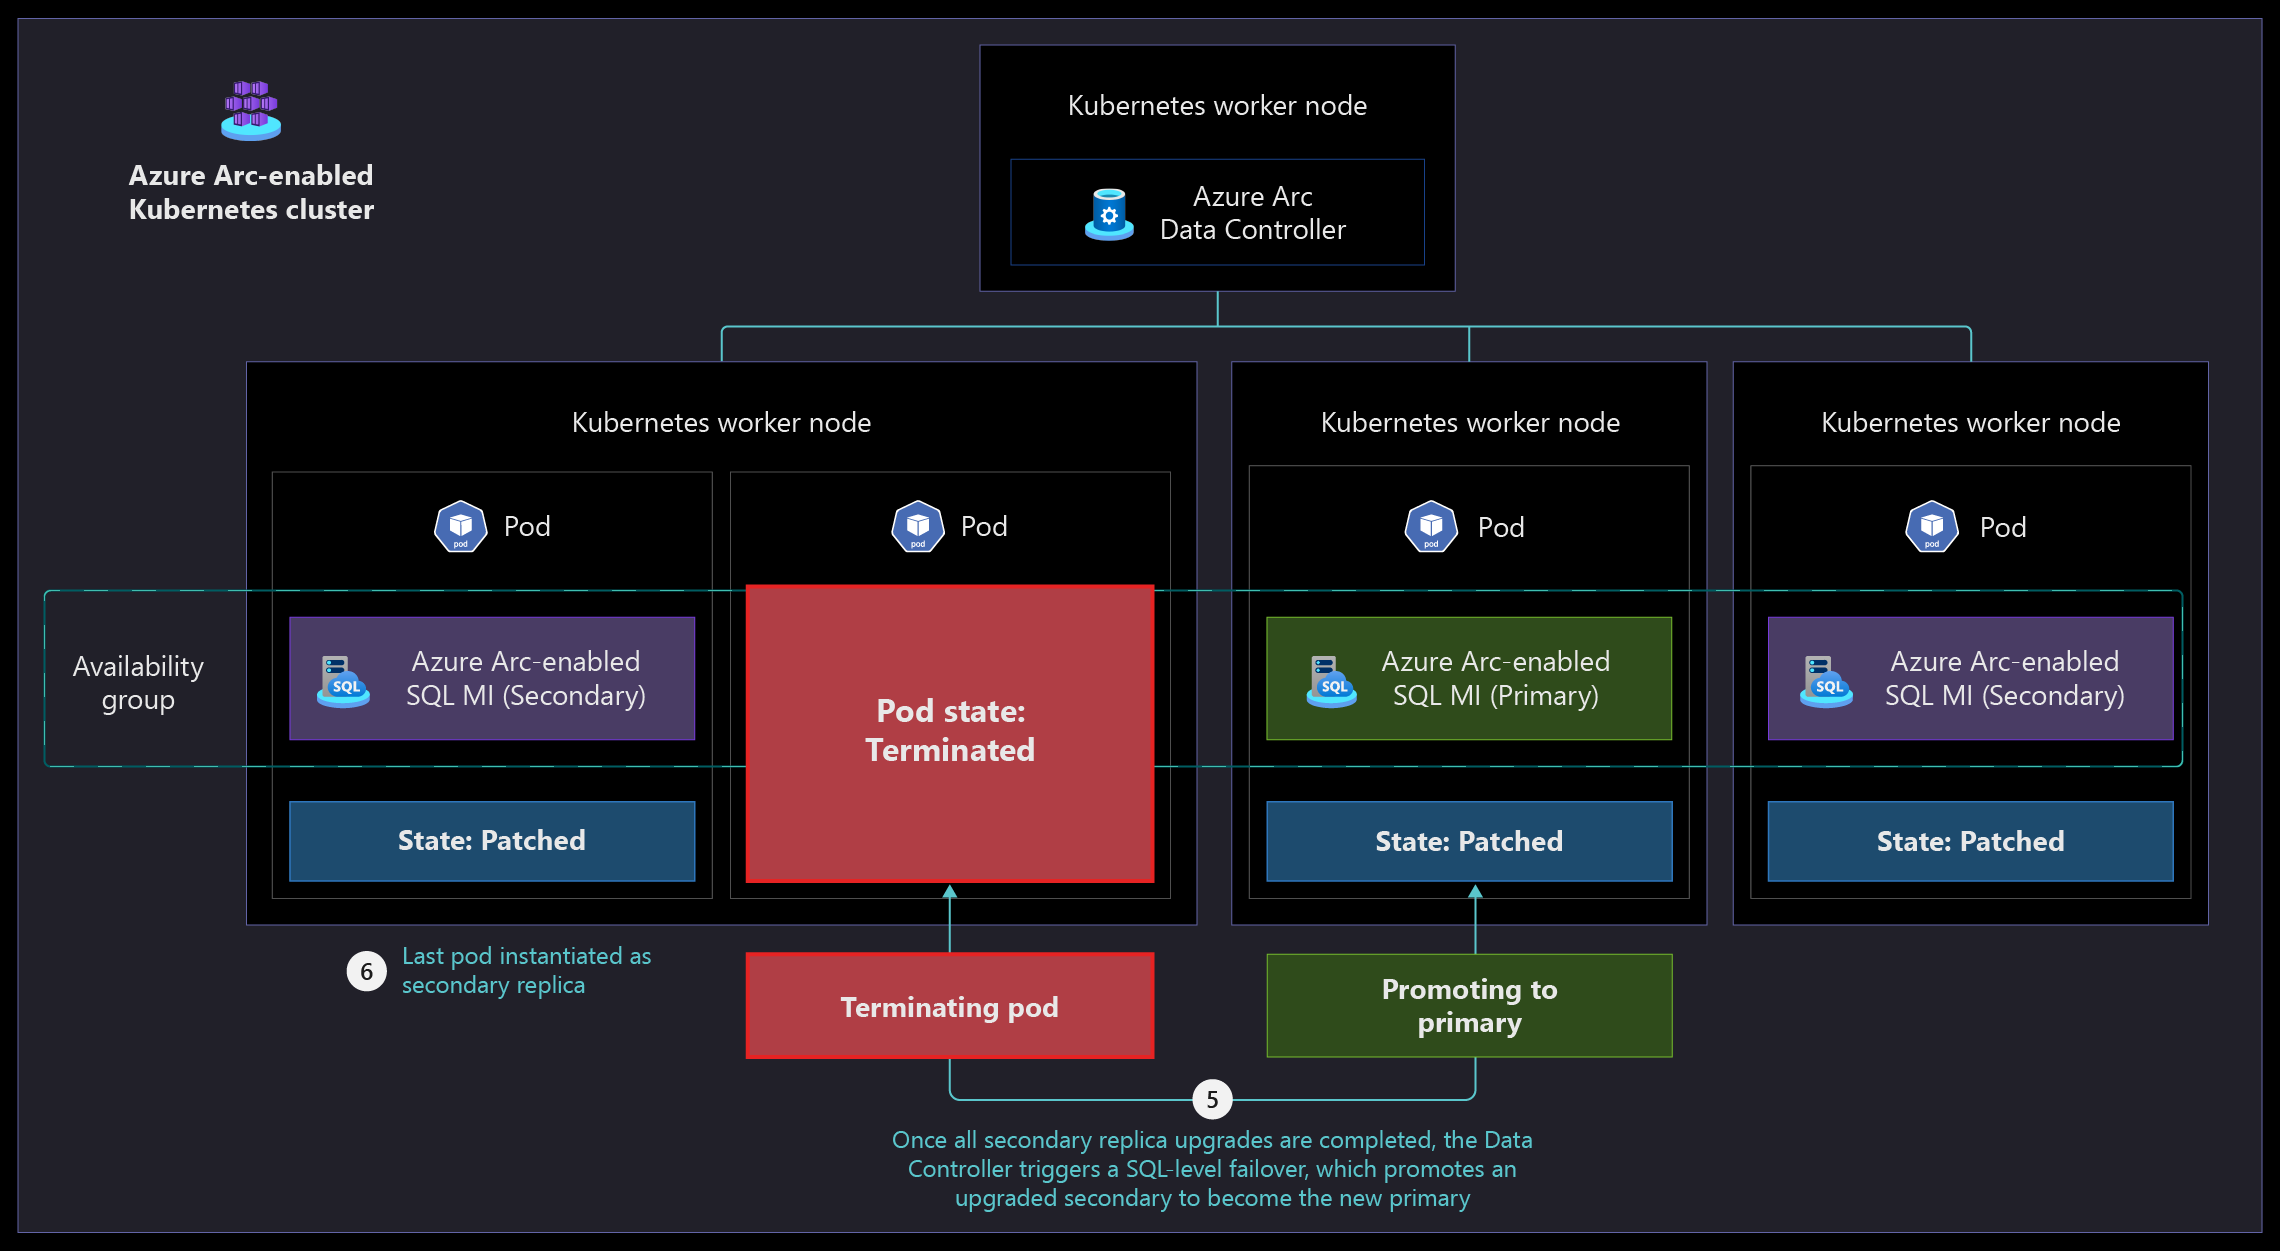 Azure Arc-enabled
Kubernetes cluster
Kubernetes worker node
Azure Arc
Data Controller
Kubernetes worker node
Kubernetes worker node
Kubernetes worker node
pod
Pod
pod
Pod
pod
Pod
pod
Pod
Availability
group
SQL
Azure Arc-enabled
SQL MI (Secondary)
Pod state:
Terminated
SQL
Azure Arc-enabled
SQL MI (Primary)
SQL
Azure Arc-enabled
SQL MI (Secondary)
State: Patched
State: Patched
State: Patched
6
Last pod instantiated as
secondary replica
Terminating pod
Promoting to
primary
5
Once all secondary replica upgrades are completed, the Data
Controller triggers a SQL-level failover, which promotes an
upgraded secondary to become the new primary